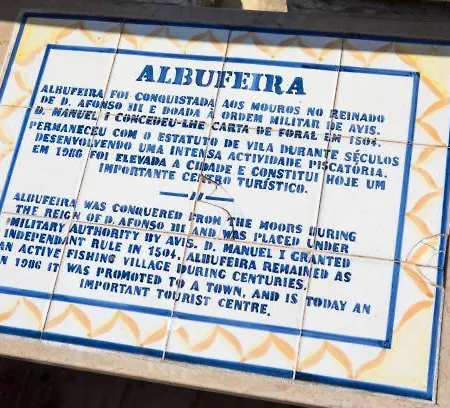 ALBUFEIRA
ALBUFEIRA FOI CONQUISTADA AOS MOUROS NO REINADO
DE D. AFONSO III E DOADA À ORDEM MILITAR DE AVIS.
D. MANUEL I CONCEDEU-LHE CARTA DE FORAL EM 1504.
PERMANECEU COM O ESTATUTO DE VILA DURANTE SÉCULOS
DESENVOLVENDO UMA INTENSA ACTIVIDADE PISCATÓRIA.
EM 1986 FOI ELEVADA A CIDADE E CONSTITUI HOJE UM
IMPORTANTE CENTRO TURÍSTICO.
ALBUFEIRA WAS CONQUERED FROM THE MOORS DURING
THE REIGN OF D. AFONSO III AND WAS PLACED UNDER
MILITARY AUTHORITY BY AVIS. D. MANUEL I GRANTED
INDEPENDANT RULE IN 1504. ALBUFEIRA REMAINED AS
AN ACTIVE FISHING VILLAGE DURING CENTURIES.
IN 1986 IT WAS PROMOTED TO A TOWN, AND IS TODAY AN
IMPORTANT TOURIST CENTRE.